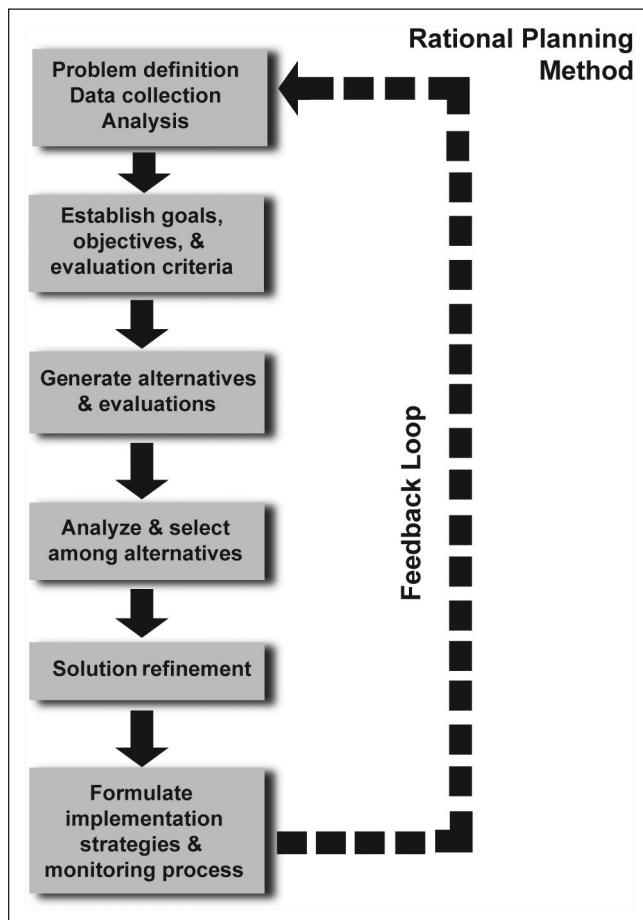 Rational Planning
Method
Problem definition
Data collection
Analysis
Establish goals,
objectives, &
evaluation criteria
Generate alternatives
& evaluations
Analyze & select
among alternatives
Solution refinement
Formulate
implementation
strategies &
monitoring process
Feedback Loop